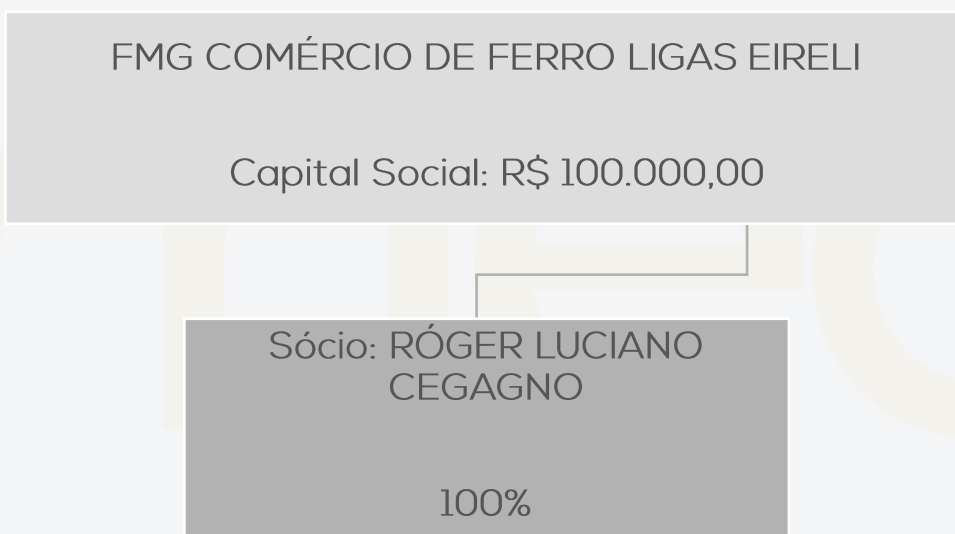 FMG COMÉRCIO DE FERRO LIGAS EIRELI
Capital Social: R$ 100.000,00
Sócio: RÓGER LUCIANO
CEGAGNO
100%